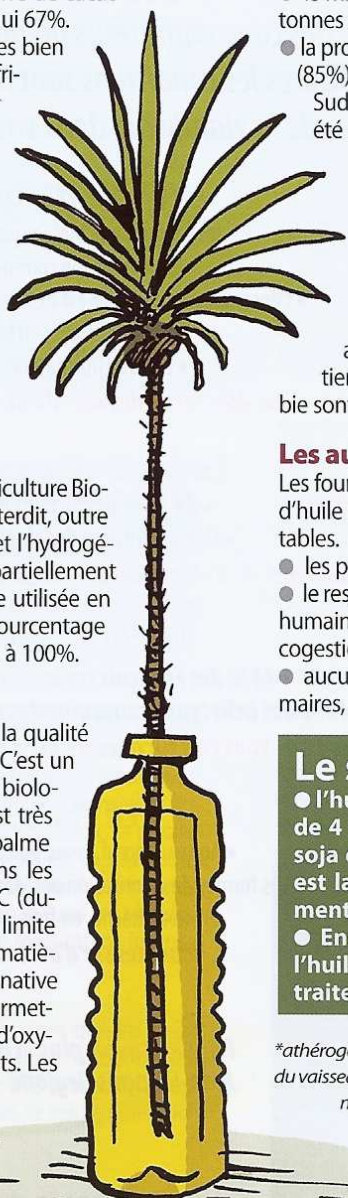 ui 67%.
es bien
fri-
iculture Bio-
terdit, outre
et l'hydrogé-
partiellement
e utilisée en
ourcentage
à 100%.
la qualité
C'est un
biolo-
st très
palme
ns les
C (du-
limite
matiè-
native
ermet-
d'oxy-
ts. Les
tonnes
● la pro
(85%)
Sud
été
a
tien
bie sont
Les au
Les four
d'huile
tables.
● les p
● le res
humain
cogestio
● aucu
maires,
Le s
● l'hu
de 4
soja
est la
ment
● En
l'huil
traite
*athérog
du vaissea
n